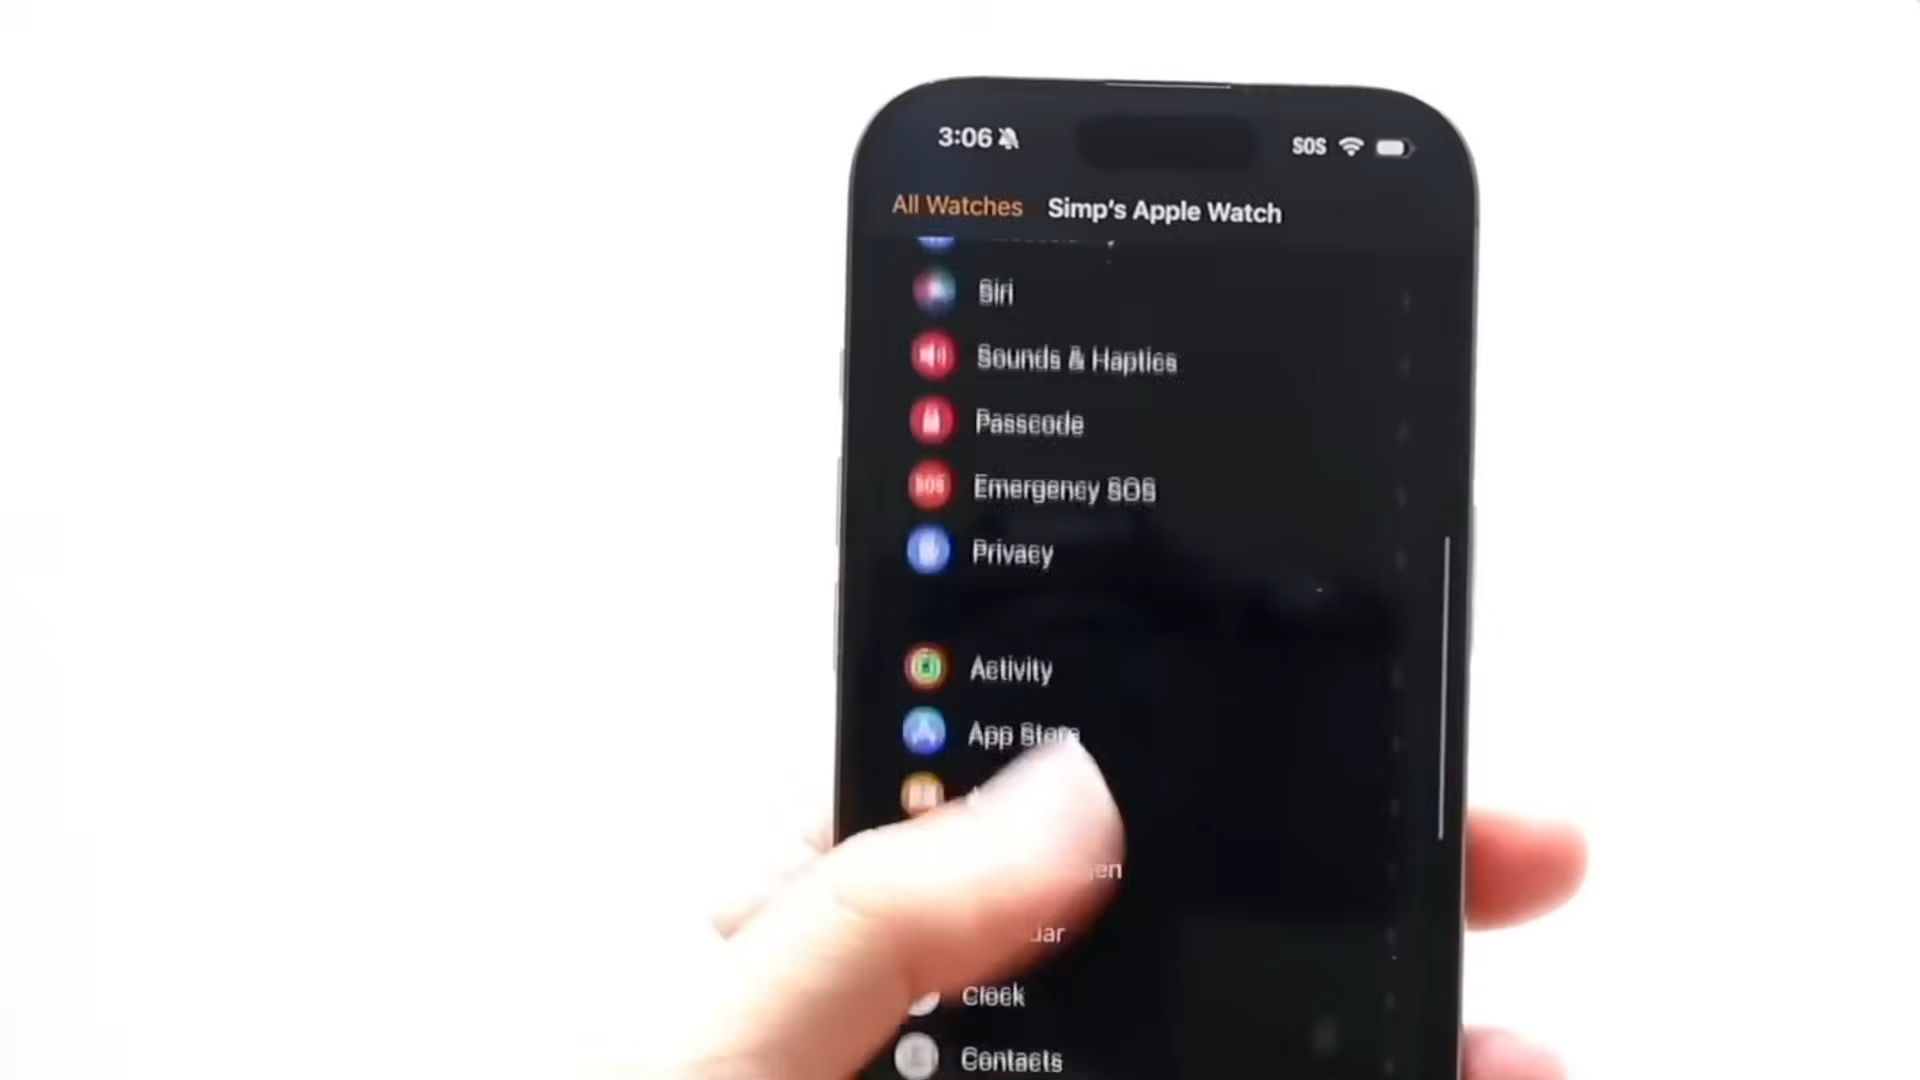 3:06
SOS
All Watches Simp's Apple Watch
Siri
Sounds & Haptics
Passcode
SOS Emergency SOS
Privacy
Activity
App Store
Clock
Contacts